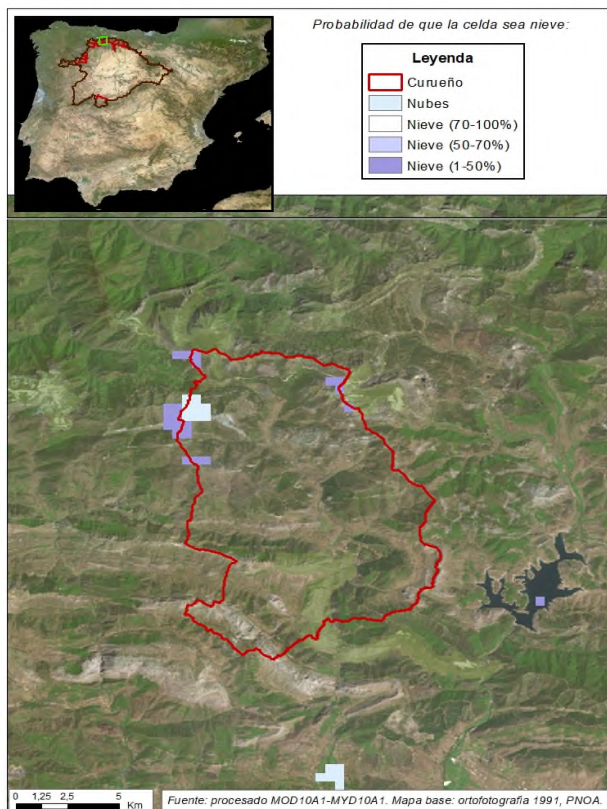 Probabilidad de que la celda sea nieve:
Leyenda
Curueño
Nubes
Nieve (70-100%)
Nieve (50-70%)
Nieve (1-50%)
0 1,25 2,5 5
Km
Fuente: procesado MOD10A1-MYD10A1. Mapa base: ortofotografía 1991, PNOA